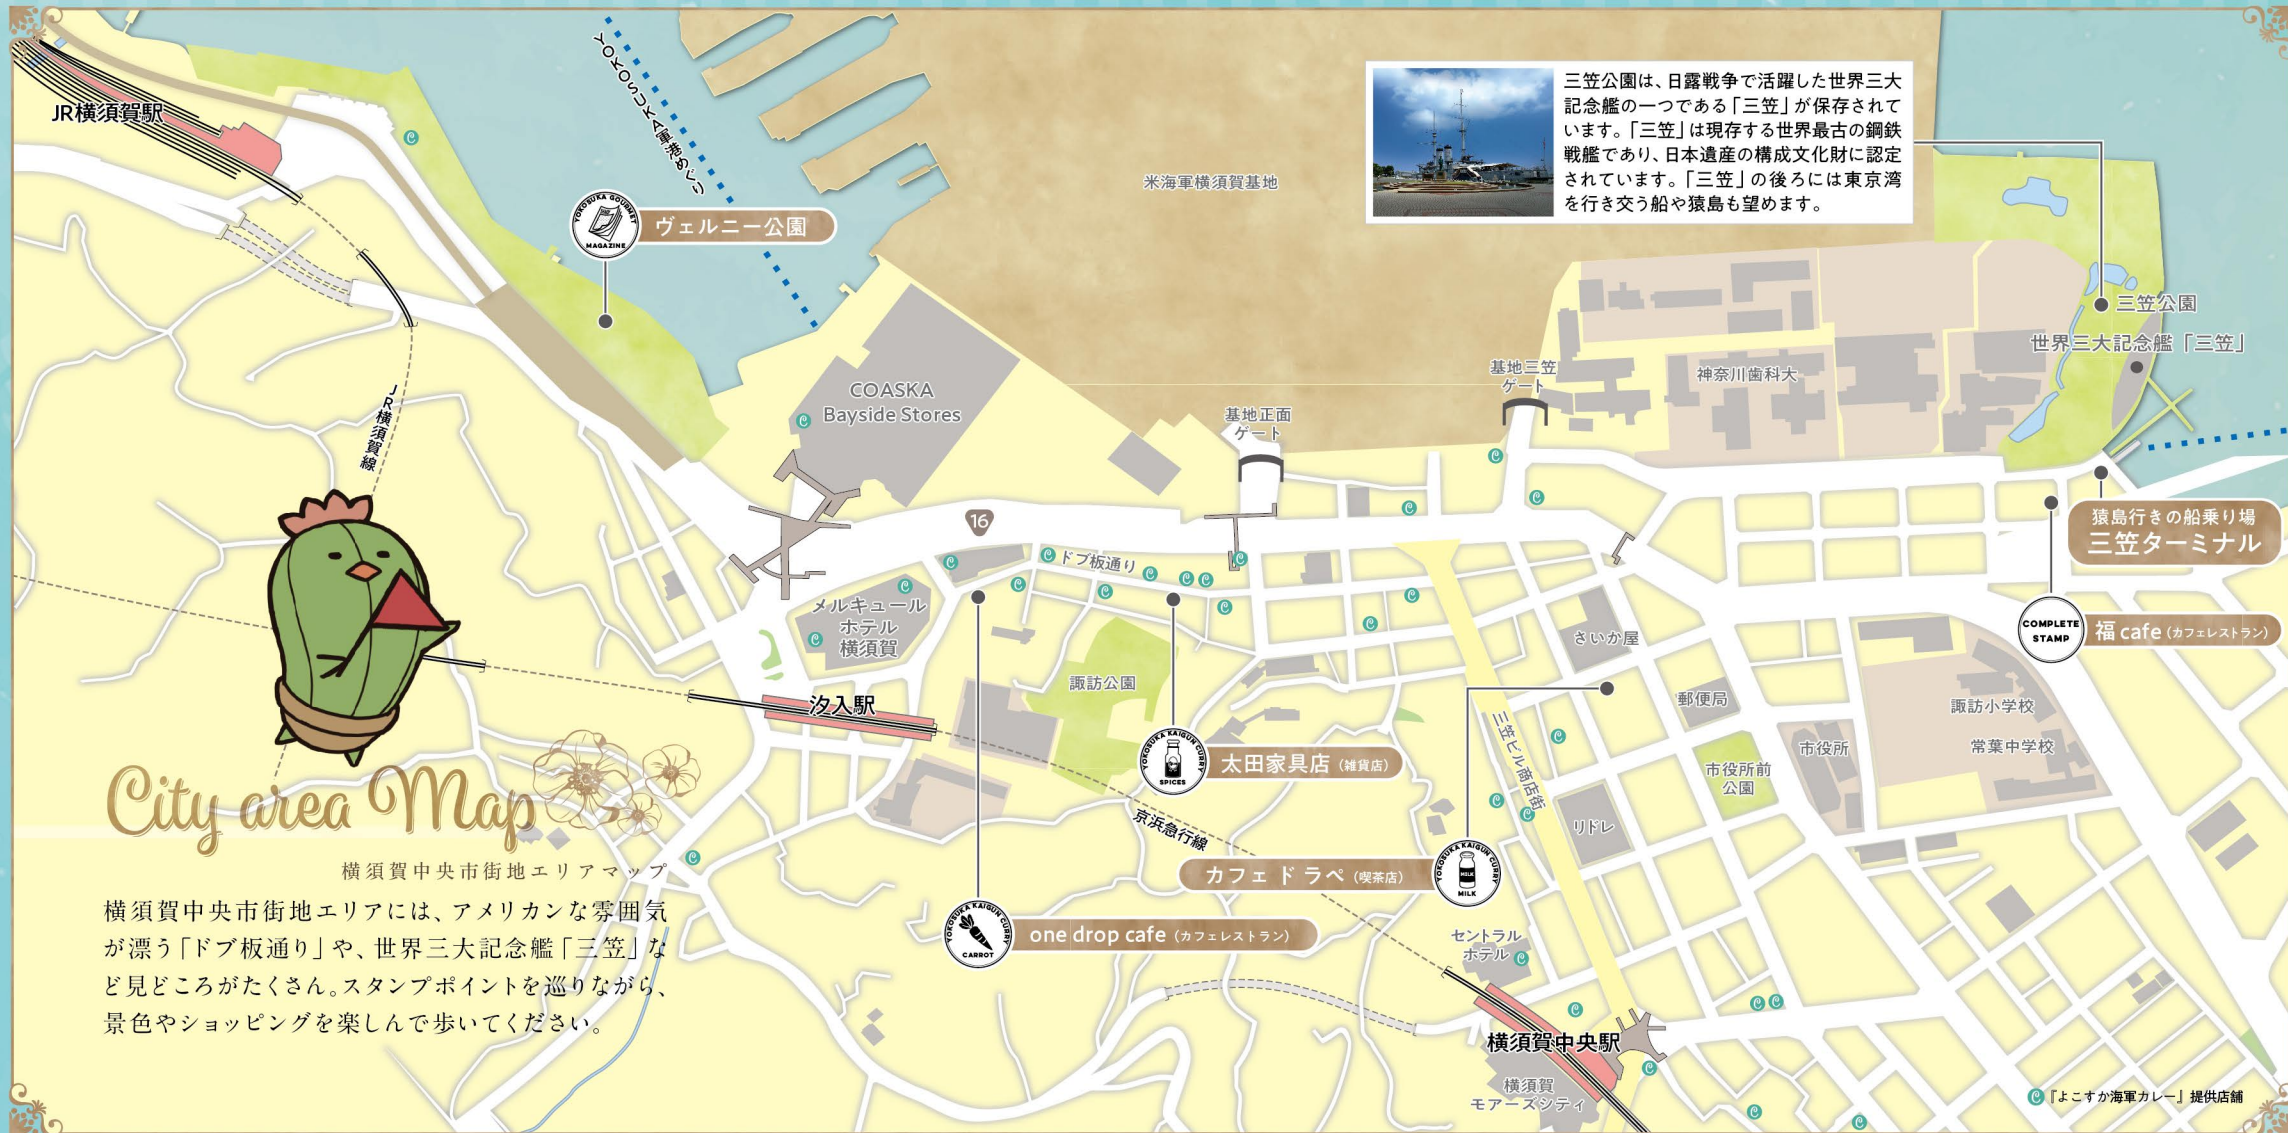 JR横須賀駅
YOKOSUKA軍港めぐり
三笠公園は、日露戦争で活躍した世界三大
記念艦の一つである「三笠」が保存されて
います。「三笠」は現存する世界最古の鋼鉄
戦艦であり、日本遺産の構成文化財に認定
されています。「三笠」の後ろには東京湾
を行き交う船や猿島も望めます。
米海軍横須賀基地
YOKOSUKA GOURMET
MAGAZINE
ヴェルニー公園
三笠公園
世界三大記念艦「三笠」
基地三笠
ゲート
神奈川歯科大
COASKA
Bayside Stores
基地正面
ゲート
JR横須賀線
16
ドブ板通り
猿島行きの船乗り場
三笠ターミナル
メルキュール
ホテル
横須賀
さいか屋
COMPLETE
STAMP
福cafe（カフェレストラン）
諏訪公園
汐入駅
郵便局
諏訪小学校
常葉中学校
市役所
市役所前
公園
三笠ビル商店街
YOKOSUKA KAIGUN CURRY
SPICES
太田家具店（雑貨店）
京浜急行線
リドレ
カフェ ド ラペ（喫茶店）
YOKOSUKA KAIGUN CURRY
MILK
MILK
YOKOSUKA KAIGUN CURRY
CARROT
one drop cafe（カフェレストラン）
セントラル
ホテル
横須賀中央駅
横須賀
モアーズシティ
City area Map
横須賀中央市街地エリアマップ
横須賀中央市街地エリアには、アメリカンな雰囲気
が漂う「ドブ板通り」や、世界三大記念艦「三笠」な
ど見どころがたくさん。スタンプポイントを巡りながら、
景色やショッピングを楽しんで歩いてください。
C『よこすか海軍カレー』提供店舗